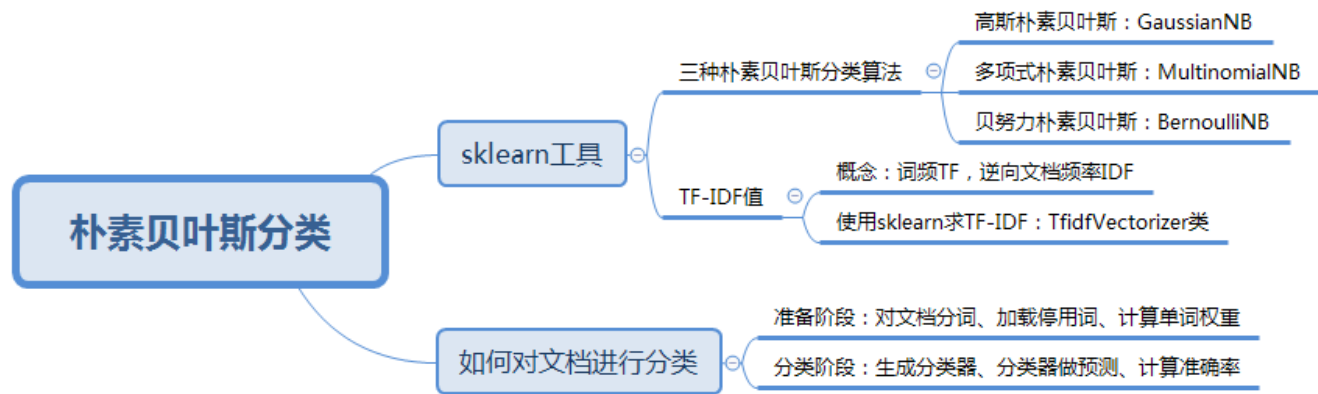 朴素贝叶斯分类
sklearn工具
三种朴素贝叶斯分类算法
高斯朴素贝叶斯：GaussianNB
多项式朴素贝叶斯：MultinomialNB
贝努力朴素贝叶斯：BernoulliNB
TF-IDF值
概念：词频TF，逆向文档频率IDF
使用sklearn求TF-IDF：TfidfVectorizer类
如何对文档进行分类
准备阶段：对文档分词、加载停用词、计算单词权重
分类阶段：生成分类器、分类器做预测、计算准确率